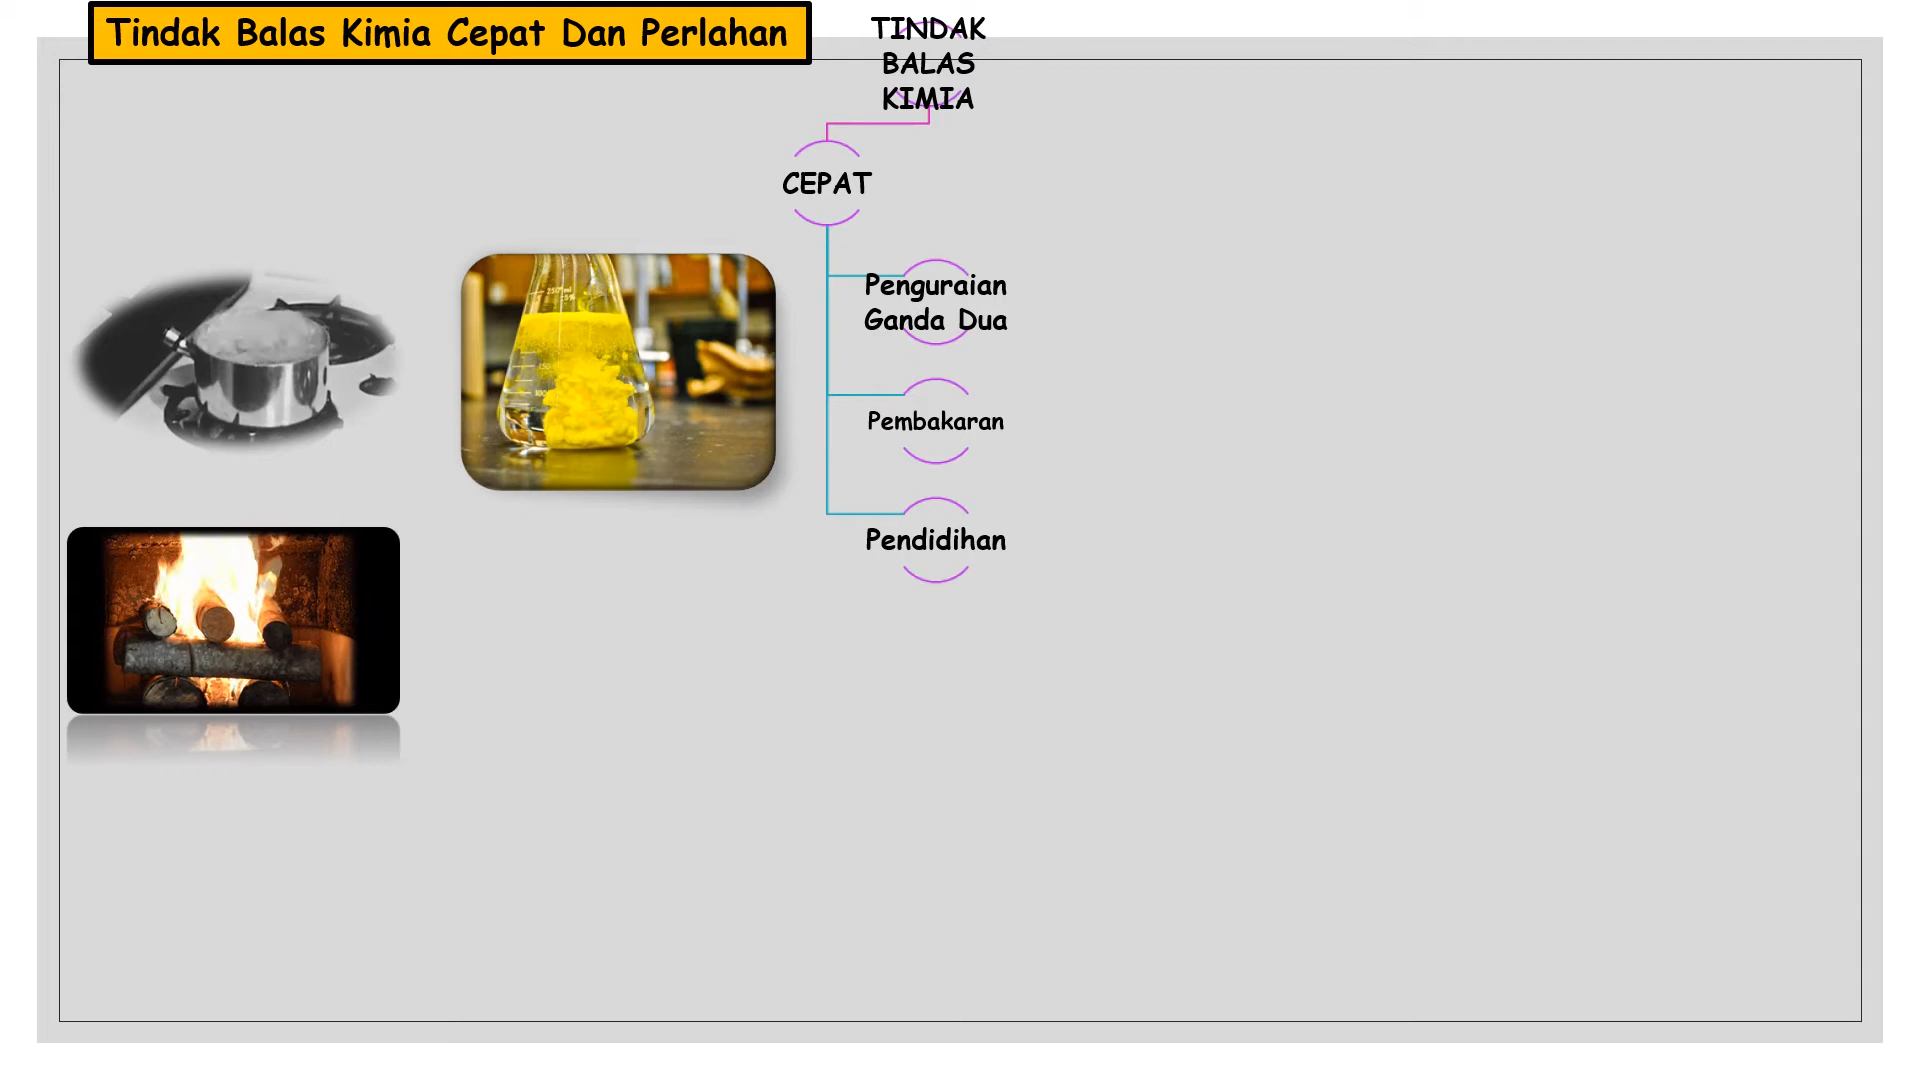 Tindak Balas Kimia Cepat Dan Perlahan
TINDAK
BALAS
KIMIA
CEPAT
Penguraian
Ganda Dua
Pembakaran
Pendidihan